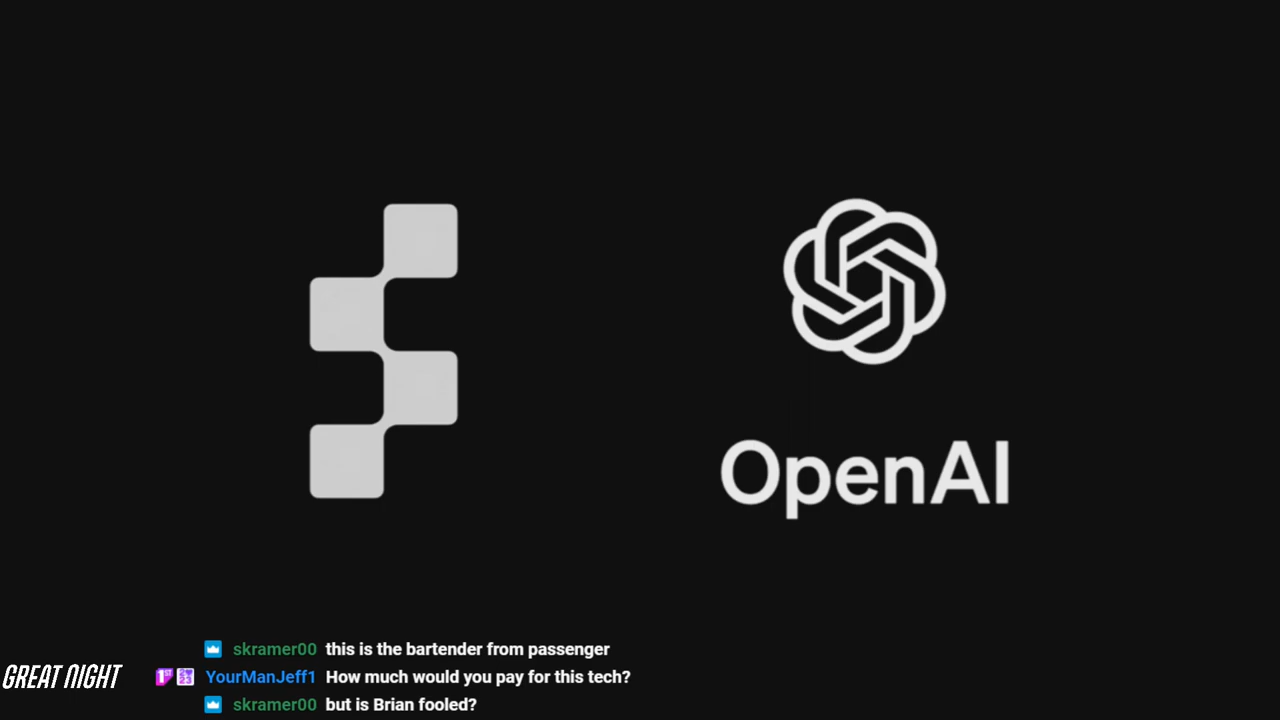 OpenAI
skramer00 this is the bartender from passenger
GREAT NIGHT
YourManJeff1 How much would you pay for this tech?
skramer00 but is Brian fooled?